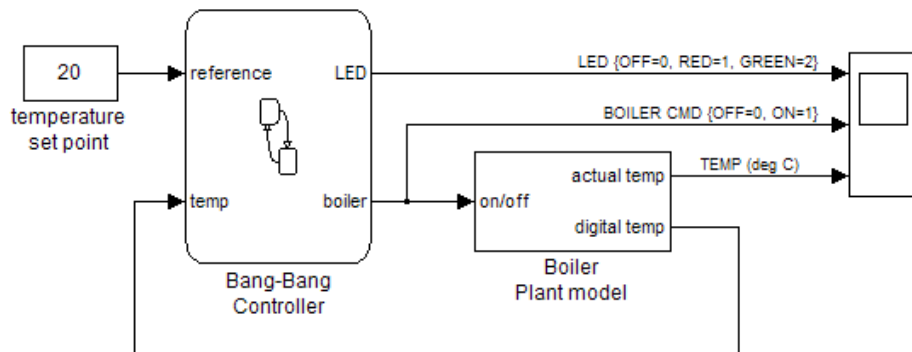 20
temperature
set point
reference
LED
temp
boiler
Bang-Bang
Controller
LED {OFF=0, RED=1, GREEN=2}
BOILER CMD {OFF=0, ON=1}
TEMP (deg C)
on/off
actual temp
digital temp
Boiler
Plant model